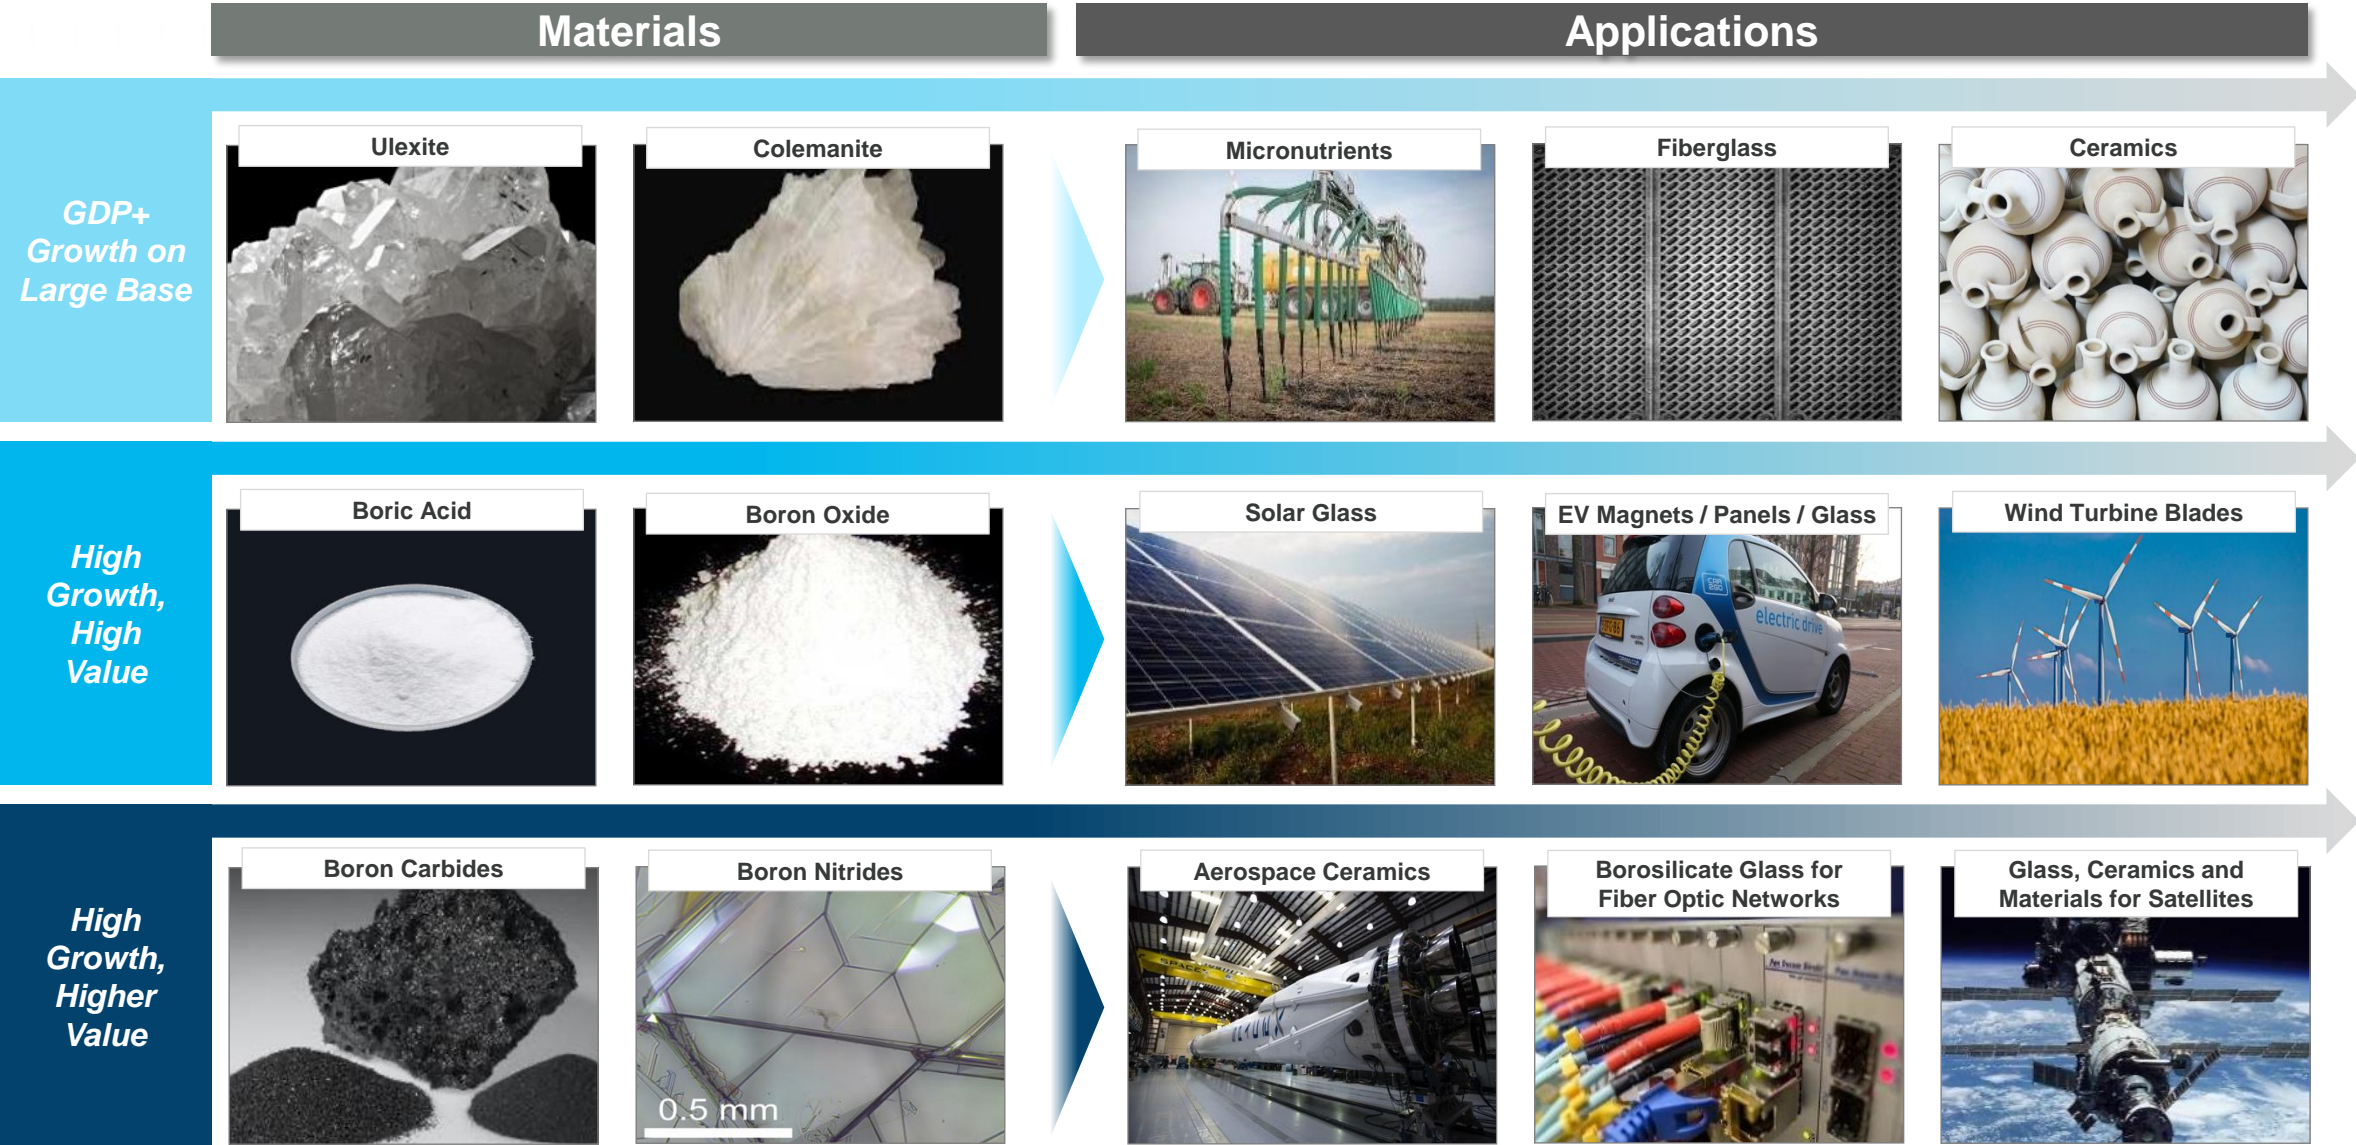 Materials
Applications
GDP+
Growth on
Large Base
Ulexite
Colemanite
Micronutrients
Fiberglass
Ceramics
High
Growth,
High
Value
Boric Acid
Boron Oxide
Solar Glass
EV Magnets / Panels / Glass
CAR
2GO
electric drive
Wind Turbine Blades
High
Growth,
Higher
Value
Boron Carbides
Boron Nitrides
0.5 mm
Aerospace Ceramics
Borosilicate Glass for
Fiber Optic Networks
Glass, Ceramics and
Materials for Satellites